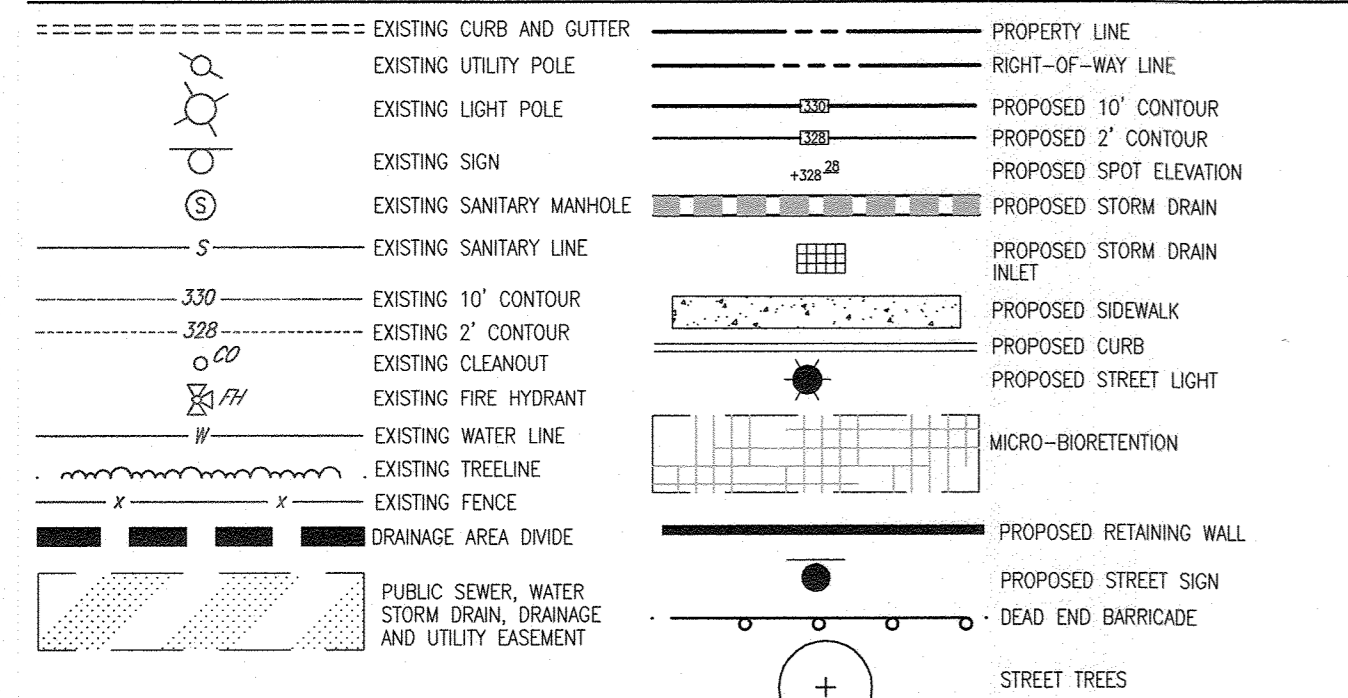 EXISTING CURB AND GUTTER
EXISTING UTILITY POLE
EXISTING LIGHT POLE
EXISTING SIGN
S EXISTING SANITARY MANHOLE
S EXISTING SANITARY LINE
330 EXISTING 10' CONTOUR
328 EXISTING 2' CONTOUR
CO EXISTING CLEANOUT
FH EXISTING FIRE HYDRANT
W EXISTING WATER LINE
EXISTING TREELINE
X X EXISTING FENCE
DRAINAGE AREA DIVIDE
PUBLIC SEWER, WATER
STORM DRAIN, DRAINAGE
AND UTILITY EASEMENT
PROPERTY LINE
RIGHT-OF-WAY LINE
330 PROPOSED 10' CONTOUR
328 PROPOSED 2' CONTOUR
+328 28 PROPOSED SPOT ELEVATION
PROPOSED STORM DRAIN
PROPOSED STORM DRAIN
INLET
PROPOSED SIDEWALK
PROPOSED CURB
PROPOSED STREET LIGHT
MICRO-BIORETENTION
PROPOSED RETAINING WALL
PROPOSED STREET SIGN
DEAD END BARRICADE
STREET TREES